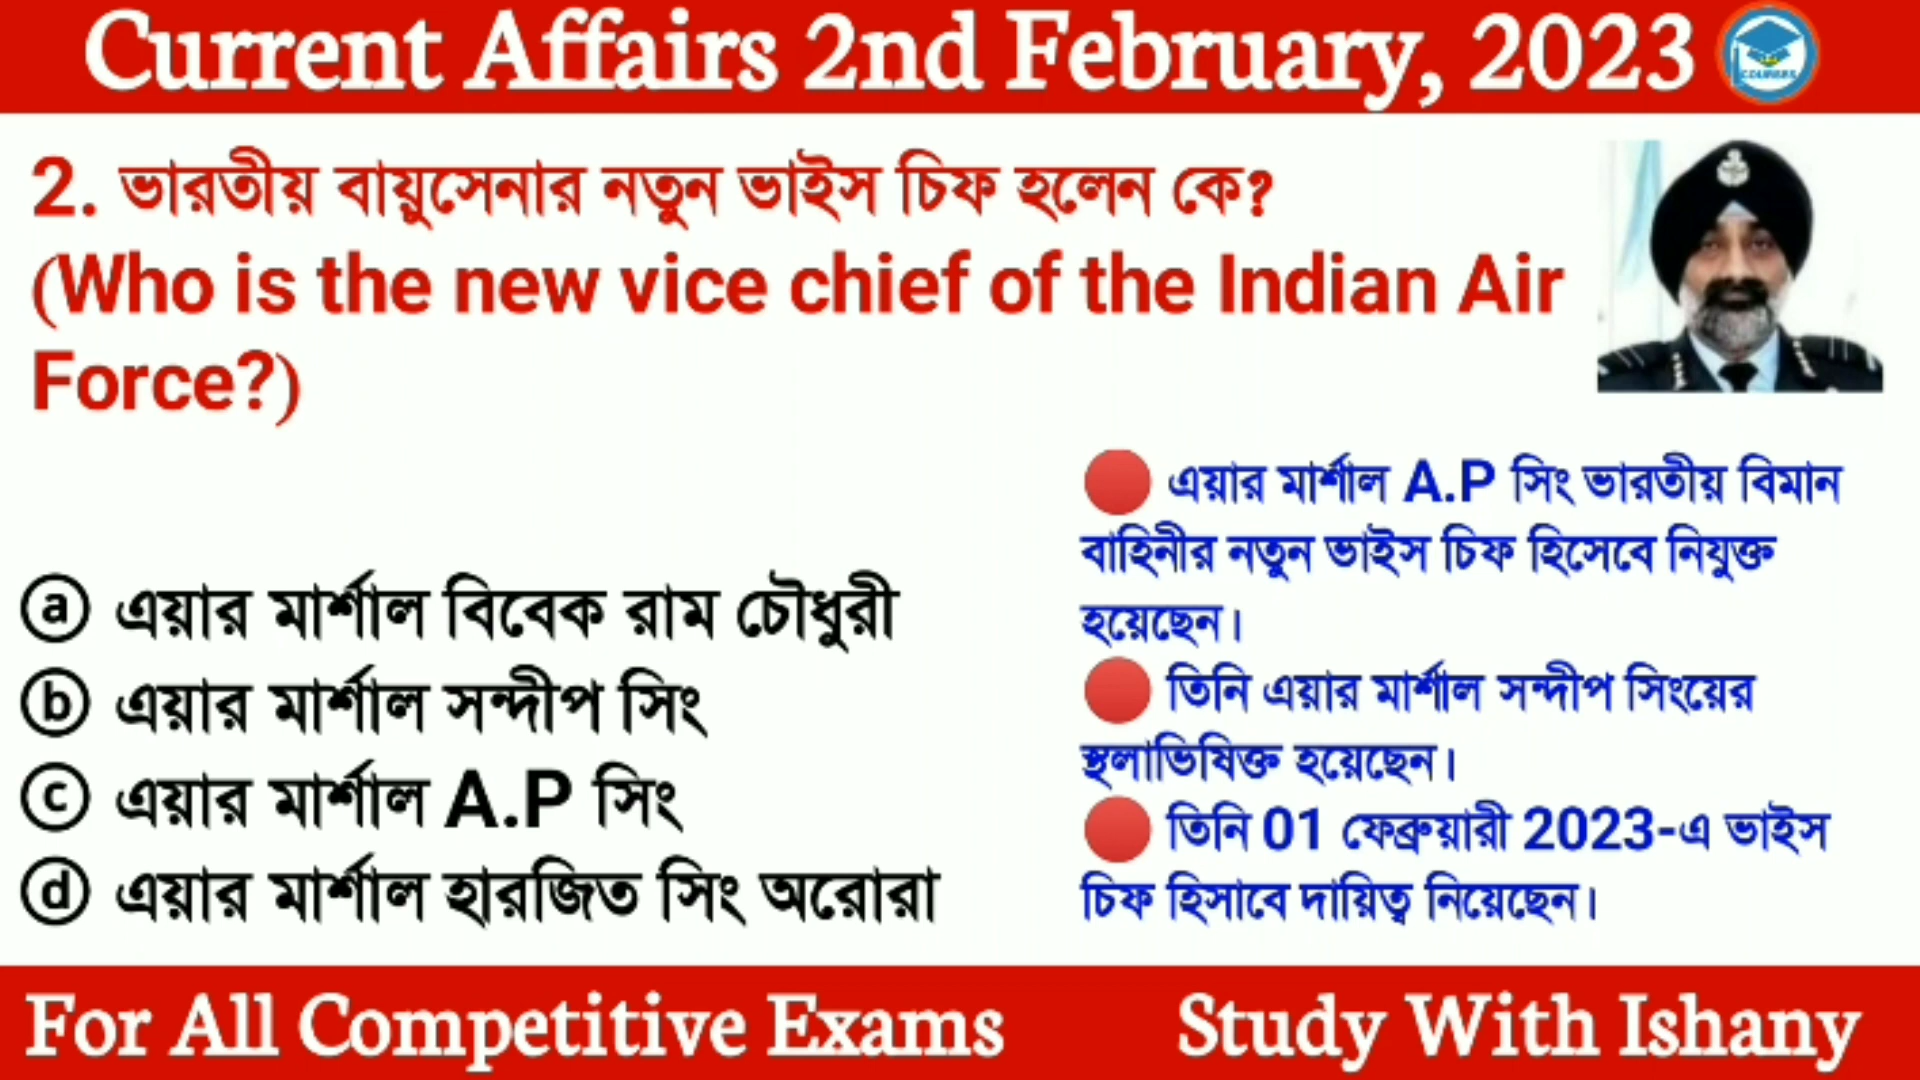 Current Affairs 2nd February, 2023
COURSES
2. ভারতীয় বায়ুসেনার নতুন ভাইস চিফ হলেন কে?
(Who is the new vice chief of the Indian Air
Force?)
ⓐ এয়ার মার্শাল বিবেক রাম চৌধুরী
ⓑ এয়ার মার্শাল সন্দীপ সিং
ⓒ এয়ার মার্শাল A.P সিং
ⓓ এয়ার মার্শাল হারজিত সিং অরোরা
🔴 এয়ার মার্শাল A.P সিং ভারতীয় বিমান
বাহিনীর নতুন ভাইস চিফ হিসেবে নিযুক্ত
হয়েছেন।
🔴 তিনি এয়ার মার্শাল সন্দীপ সিংয়ের
স্থলাভিষিক্ত হয়েছেন।
🔴 তিনি 01 ফেব্রুয়ারী 2023-এ ভাইস
চিফ হিসাবে দায়িত্ব নিয়েছেন।
For All Competitive Exams
Study With Ishany